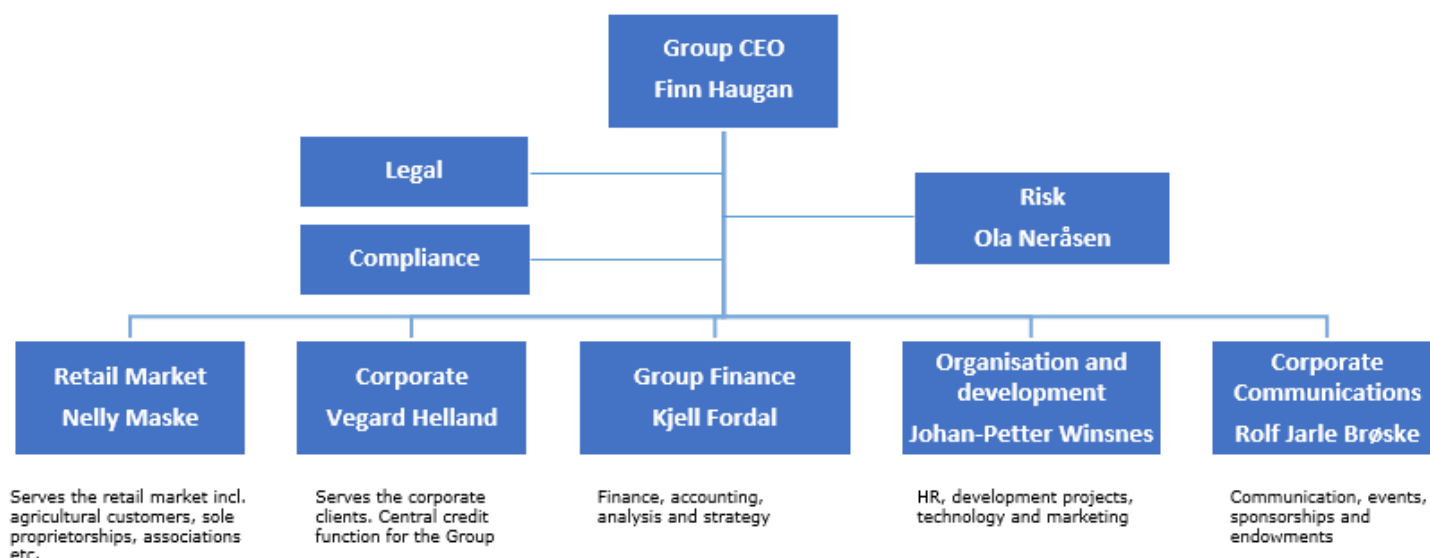 Group CEO
Finn Haugan
Legal
Risk
Ola Neråsen
Compliance
Retail Market
Nelly Maske
Corporate
Vegard Helland
Group Finance
Kjell Fordal
Organisation and
development
Johan-Petter Winsnes
Corporate
Communications
Rolf Jarle Brøske
Serves the retail market incl.
agricultural customers, sole
proprietorships, associations
etc.
Serves the corporate
clients. Central credit
function for the Group
Finance, accounting,
analysis and strategy
HR, development projects,
technology and marketing
Communication, events,
sponsorships and
endowments